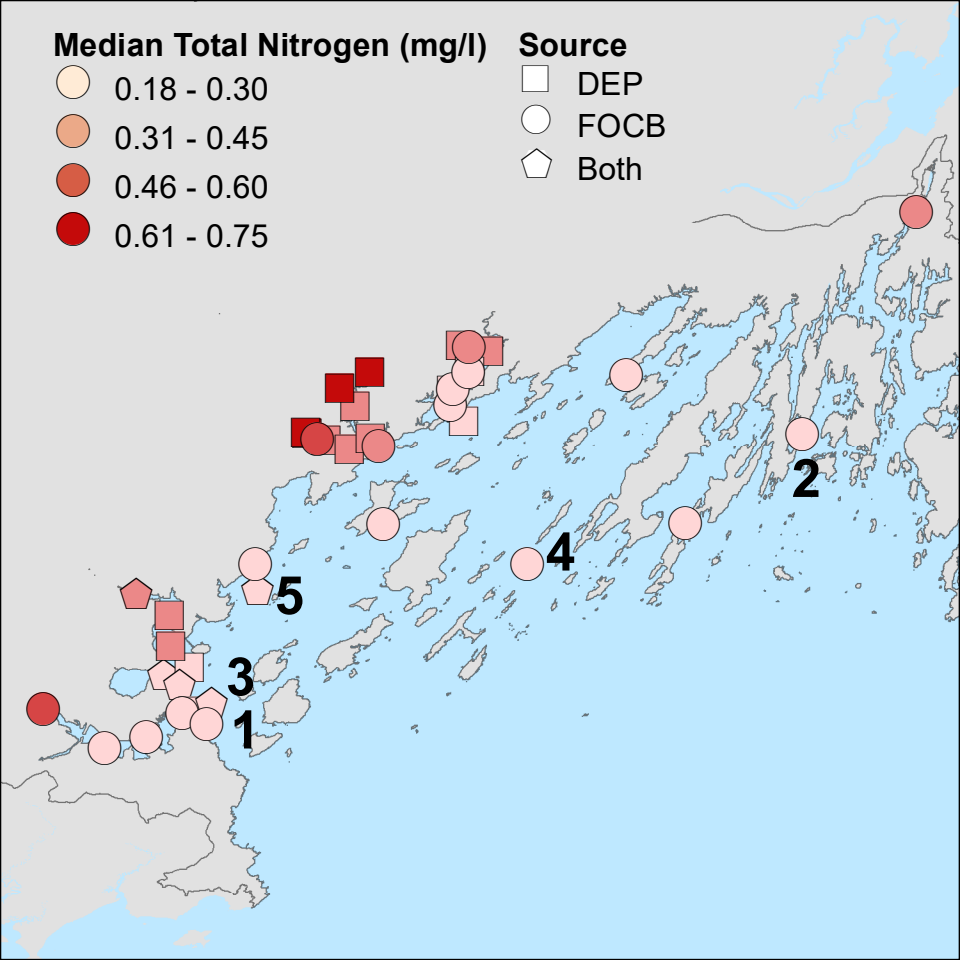 Median Total Nitrogen (mg/l)
0.18 - 0.30
0.31 - 0.45
0.46 - 0.60
0.61 - 0.75
Source
DEP
FOCB
Both
2
4
5
3
1